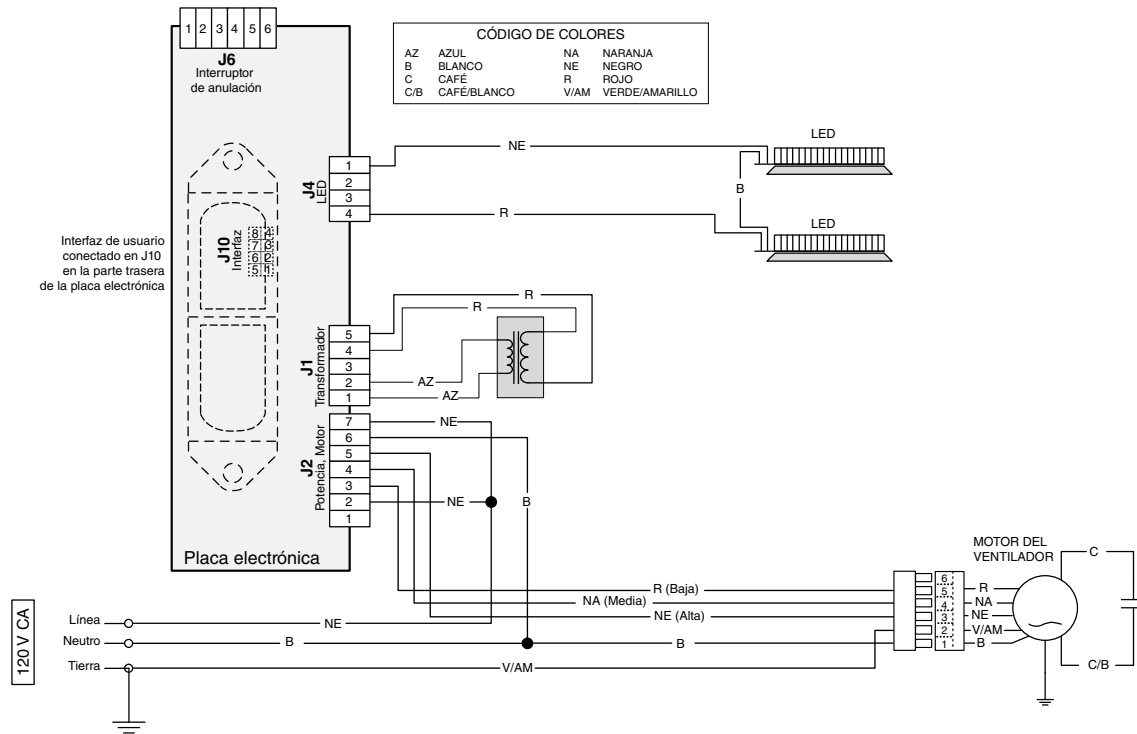 1 2 3 4 5 6
J6
Interruptor
de anulación
CÓDIGO DE COLORES
AZ AZUL NA NARANJA
B BLANCO NE NEGRO
C CAFÉ R ROJO
C/B CAFÉ/BLANCO V/AM VERDE/AMARILLO
J4
LED
1
2
3
4
NE
R
B
LED
LED
Interfaz de usuario
conectado en J10
en la parte trasera
de la placa electrónica
J10
Interfaz
8 4
7 3
6 2
5 1
J1
Transformador
5
4
3
2
1
R
R
AZ
AZ
J2
Potencia, Motor
7
6
5
4
3
2
1
NE
NE
B
Placa electrónica
R (Baja)
NA (Media)
NE (Alta)
B
120 V CA
Línea
Neutro
Tierra
NE
B
V/AM
MOTOR DEL
VENTILADOR
6
5
4
3
2
1
R
NA
NE
V/AM
B
C
C/B